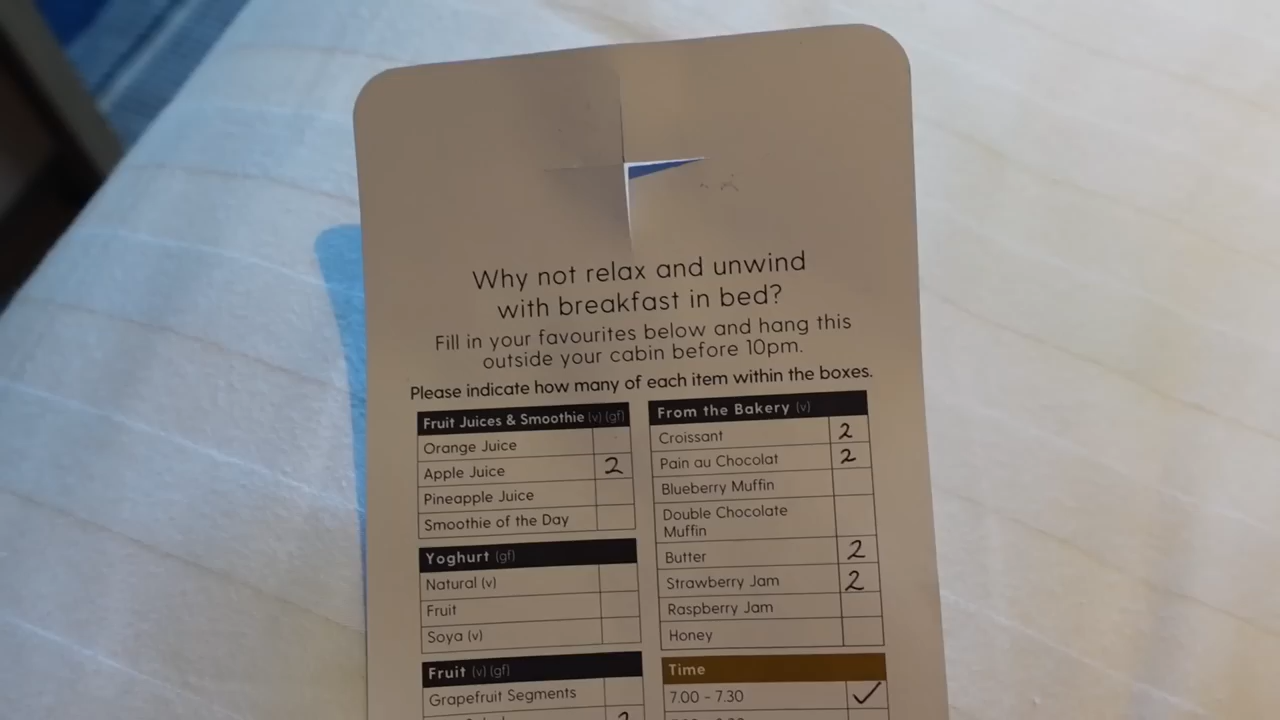 Why not relax and unwind
with breakfast in bed?
Fill in your favourites below and hang this
outside your cabin before 10pm.
Please indicate how many of each item within the boxes.
Fruit Juices & Smoothie (v) (gf)
Orange Juice
Apple Juice 2
Pineapple Juice
Smoothie of the Day
Yoghurt (gf)
Natural (v)
Fruit
Soya (v)
Fruit (v) (gf)
Grapefruit Segments
From the Bakery (v)
Croissant 2
Pain au Chocolat 2
Blueberry Muffin
Double Chocolate
Muffin
Butter 2
Strawberry Jam 2
Raspberry Jam
Honey
Time
7.00 - 7.30 ✓